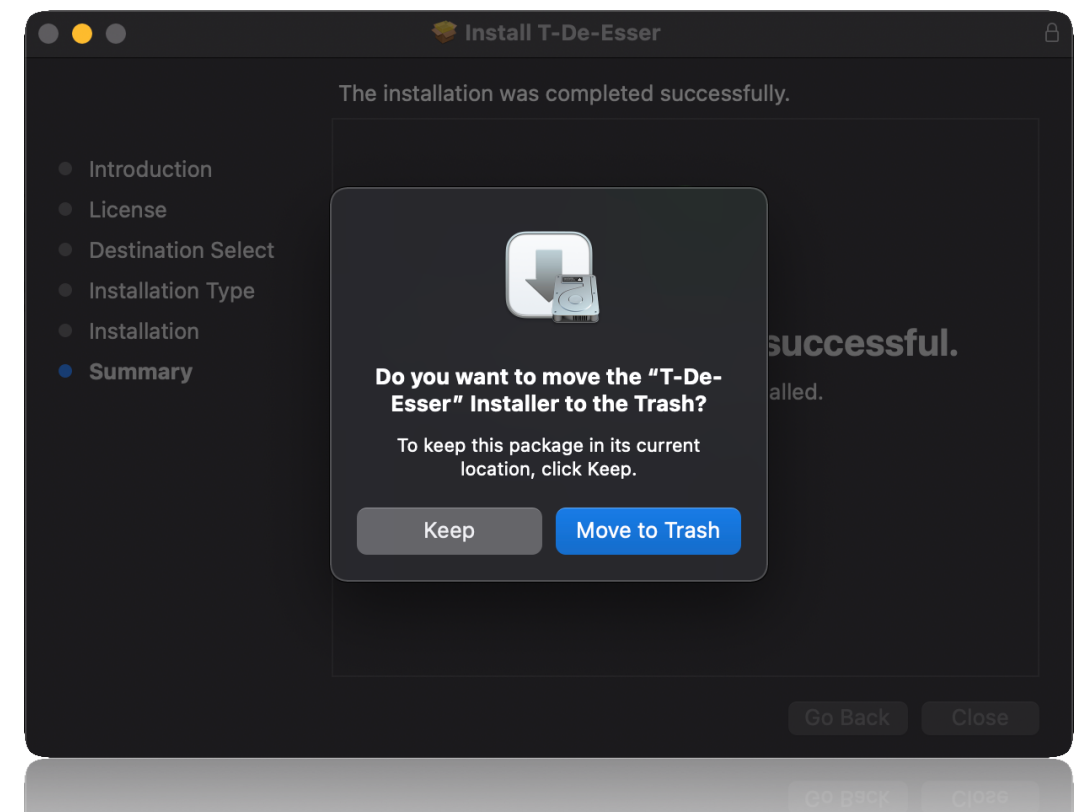 Install T-De-Esser
The installation was completed successfully.
Introduction
License
Destination Select
Installation Type
Installation
Summary
successful.
alled.
Do you want to move the “T-De-
Esser” Installer to the Trash?
To keep this package in its current
location, click Keep.
Keep
Move to Trash
Go Back
Close